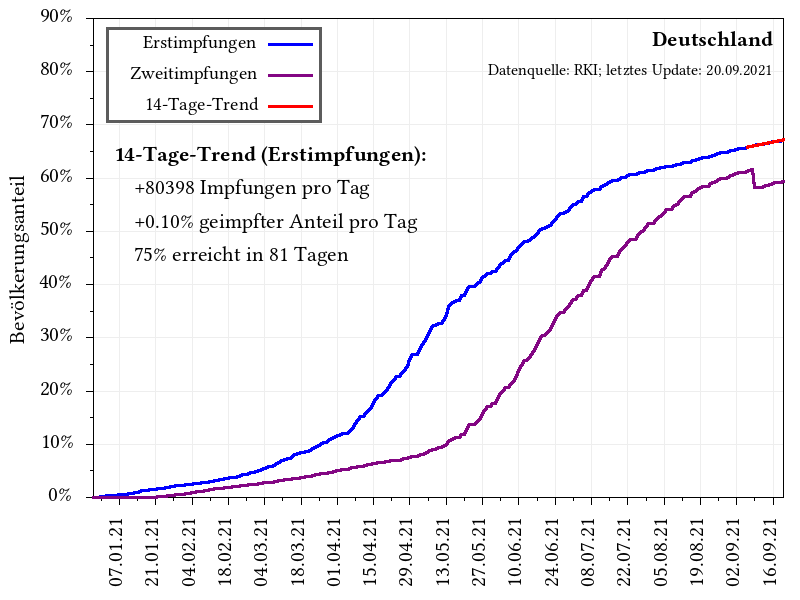 90%
80%
70%
60%
50%
40%
30%
20%
10%
0%
Bevölkerungsanteil
Erstimpfungen
Zweitimpfungen
14-Tage-Trend
Deutschland
Datenquelle: RKI; letztes Update: 20.09.2021
14-Tage-Trend (Erstimpfungen):
+80398 Impfungen pro Tag
+0.10% geimpfter Anteil pro Tag
75% erreicht in 81 Tagen
07.01.21
21.01.21
04.02.21
18.02.21
04.03.21
18.03.21
01.04.21
15.04.21
29.04.21
13.05.21
27.05.21
10.06.21
24.06.21
08.07.21
22.07.21
05.08.21
19.08.21
02.09.21
16.09.21